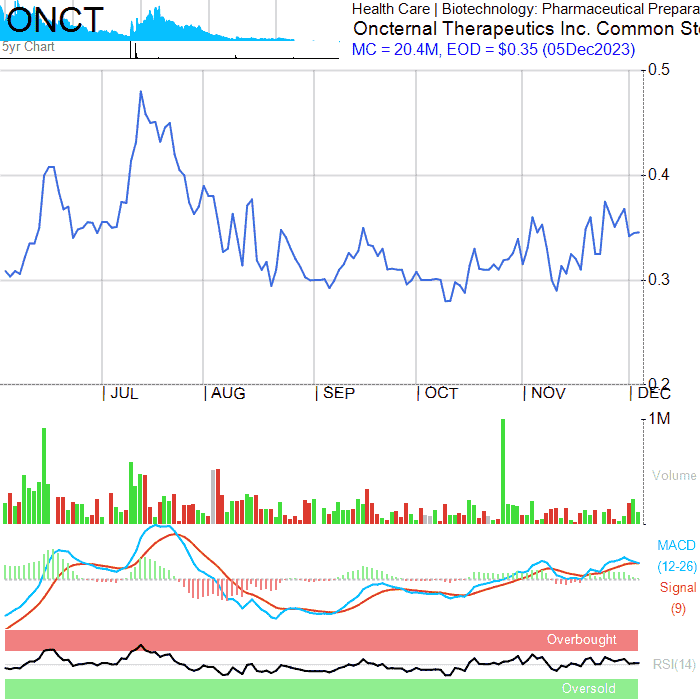 ONCT
5yr Chart
Health Care | Biotechnology: Pharmaceutical Prepara
Oncternal Therapeutics Inc. Common Sto
MC = 20.4M, EOD = $0.35 (05Dec2023)
0.5
0.4
0.3
0.2
JUL AUG SEP OCT NOV DEC
1M
Volume
MACD
(12-26)
Signal
(9)
Overbought
RSI(14)
Oversold